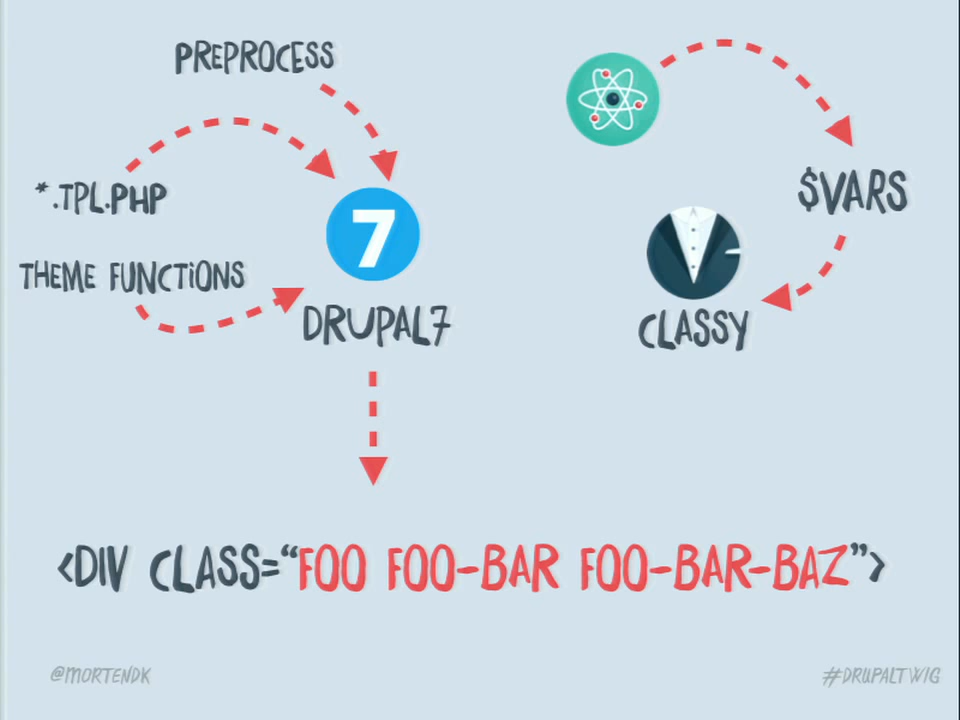 PREPROCESS
*.TPL.PHP
THEME FUNCTIONS
7
DRUPAL7
$VARS
CLASSY
<DIV CLASS=“FOO FOO-BAR FOO-BAR-BAZ”>
@MORTENDK
#DRUPALTWIG